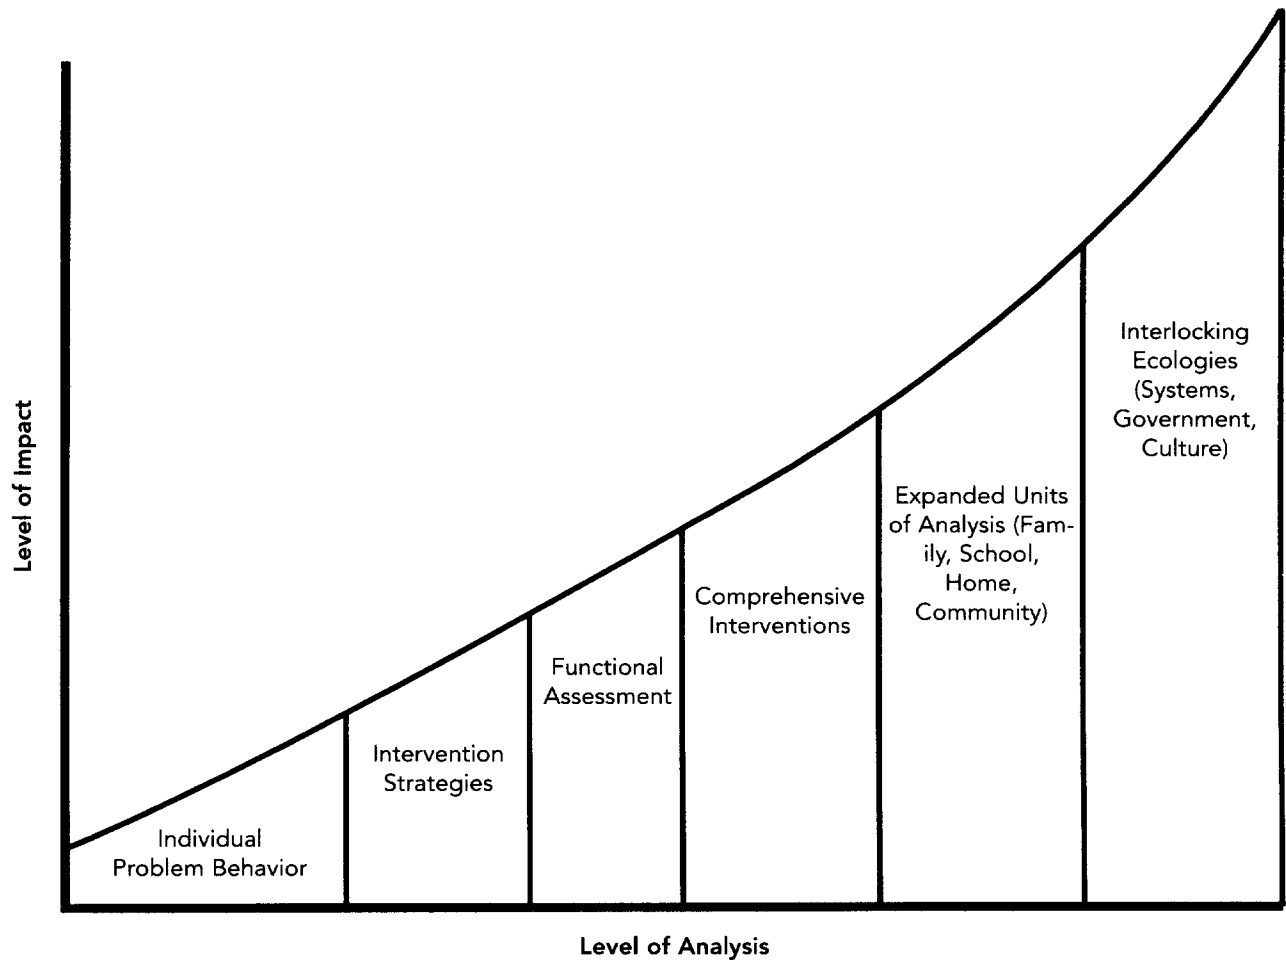 Level of Impact
Interlocking
Ecologies
(Systems,
Government,
Culture)
Expanded Units
of Analysis (Fam-
ily, School,
Home,
Community)
Comprehensive
Interventions
Functional
Assessment
Intervention
Strategies
Individual
Problem Behavior
Level of Analysis